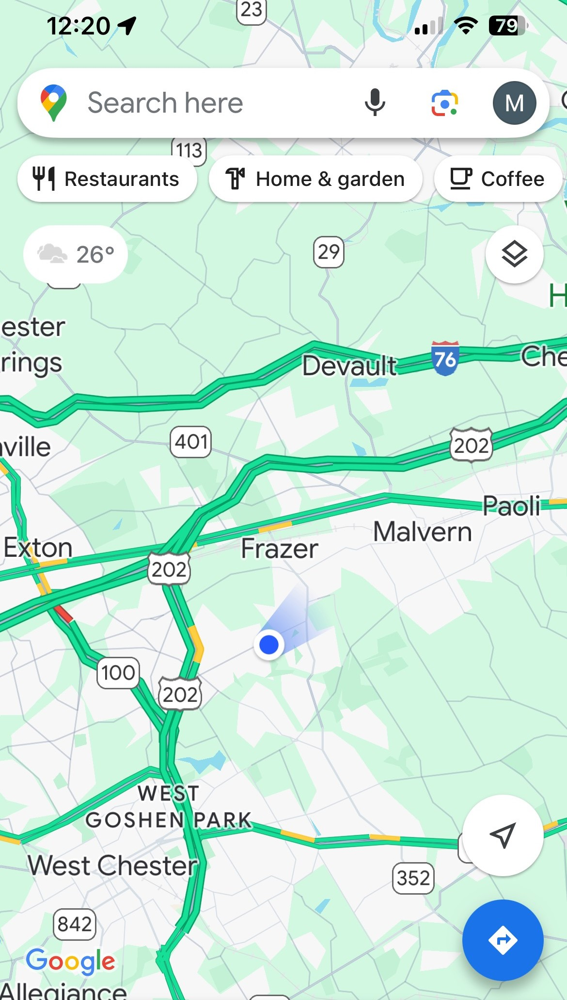 23
12:20
79
Search here
M
113
Restaurants
Home & garden
Coffee
26°
29
H
ester
rings
Devault
76
Che
ville
401
202
Paoli
Malvern
Exton
Frazer
202
100
202
WEST
GOSHEN PARK
West Chester
352
842
Google
Allegiance